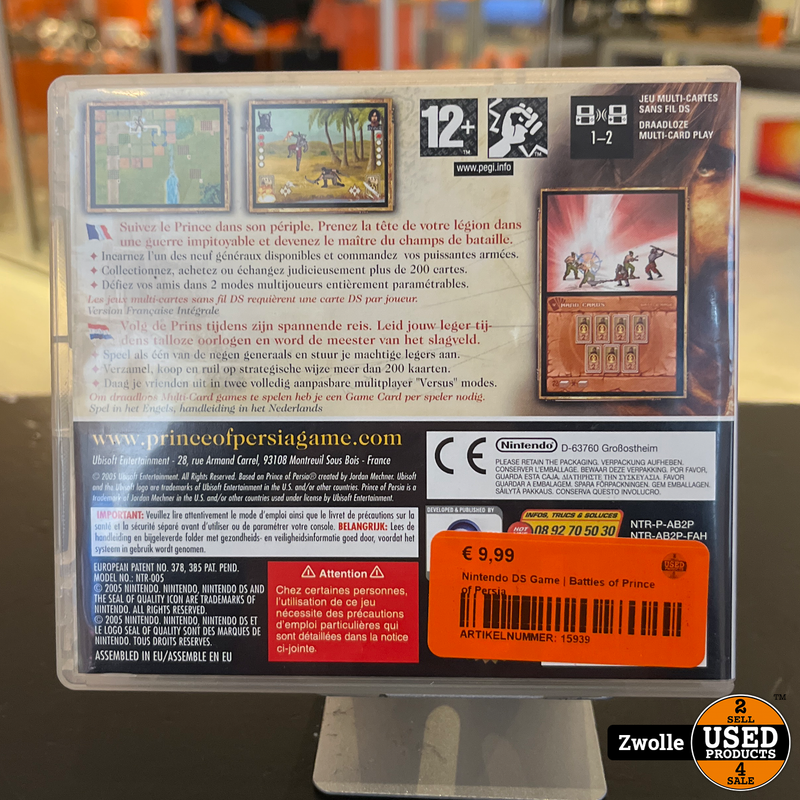 12+
TM
TM
www.pegi.info
1–2
JEU MULTI-CARTES
SANS FIL DS
DRAADLOZE
MULTI-CARD PLAY
Suivez le Prince dans son périple. Prenez la tête de votre légion dans
une guerre impitoyable et devenez le maître du champs de bataille.
Incarnez l'un des neuf généraux disponibles et commandez vos puissantes armées.
Collectionnez, achetez ou échangez judicieusement plus de 200 cartes.
Défiez vos amis dans 2 modes multijoueurs entièrement paramétrables.
Les jeux multi-cartes sans fil DS requièrent une carte DS par joueur.
Version Française Intégrale
Volg de Prins tijdens zijn spannende reis. Leid jouw leger tij-
dens talloze oorlogen en word de meester van het slagveld.
Speel als één van de negen generaals en stuur je machtige legers aan.
Verzamel, koop en ruil op strategische wijze meer dan 200 kaarten.
Daag je vrienden uit in twee volledig aanpasbare mulitplayer "Versus" modes.
Om draadloos Multi-Card games te spelen heb je een Game Card per speler nodig.
Spel in het Engels, handleiding in het Nederlands
HAND CARDS
www.princeofpersiagame.com
Ubisoft Entertainment - 28, rue Armand Carrel, 93108 Montreuil Sous Bois - France
© 2005 Ubisoft Entertainment. All Rights Reserved. Based on Prince of Persia® created by Jordan Mechner. Ubisoft
and the Ubisoft logo are trademarks of Ubisoft Entertainment in the U.S. and/or other countries. Prince of Persia is a
trademark of Jordan Mechner in the U.S. and/or other countries used under license by Ubisoft Entertainment.
IMPORTANT: Veuillez lire attentivement le mode d'emploi ainsi que le livret de précautions sur la
santé et la sécurité séparé avant d'utiliser ou de paramétrer votre console. BELANGRIJK: Lees de
handleiding en bijgeleverde folder met gezondheids- en veiligheidsinformatie goed door, voordat het
systeem in gebruik wordt genomen.
EUROPEAN PATENT NO. 378, 385 PAT. PEND.
MODEL NO.: NTR-005
© 2005 NINTENDO. NINTENDO, NINTENDO DS AND
THE SEAL OF QUALITY ICON ARE TRADEMARKS OF
NINTENDO. ALL RIGHTS RESERVED.
© 2005 NINTENDO. NINTENDO, NINTENDO DS ET
LE LOGO SEAL OF QUALITY SONT DES MARQUES DE
NINTENDO. TOUS DROITS RESERVES.
ASSEMBLED IN EU/ASSEMBLE EN EU
Attention
Chez certaines personnes,
l'utilisation de ce jeu
nécessite des précautions
d'emploi particulières qui
sont détaillées dans la notice
ci-jointe.
CE
Nintendo
D-63760 Großostheim
PLEASE RETAIN THE PACKAGING. VERPACKUNG AUFHEBEN.
CONSERVER L'EMBALLAGE. BEWAAR DEZE VERPAKKING. POR FAVOR,
GUARDA ESTA CAJA. ΔΙΑΤΗΡΗΣΤΕ ΤΗΝ ΣΥΣΚΕΥΑΣΙΑ. FAVOR
GUARDAR A EMBALAGEM. SPARA FÖRPACKNINGEN. GEM EMBALLAGEN.
SÄILYTÄ PAKKAUS. CONSERVA QUESTO INVOLUCRO.
DEVELOPED & PUBLISHED BY
INFOS, TRUCS & SOLUCES
08 92 70 50 30
NTR-P-AB2P
NTR-AB2P-FAH
€ 9,99
Nintendo DS Game | Battles of Prince
of Persia
ARTIKELNUMMER: 15939
USED
Zwolle
2
SELL
USED
PRODUCTS
4
SALE
TM